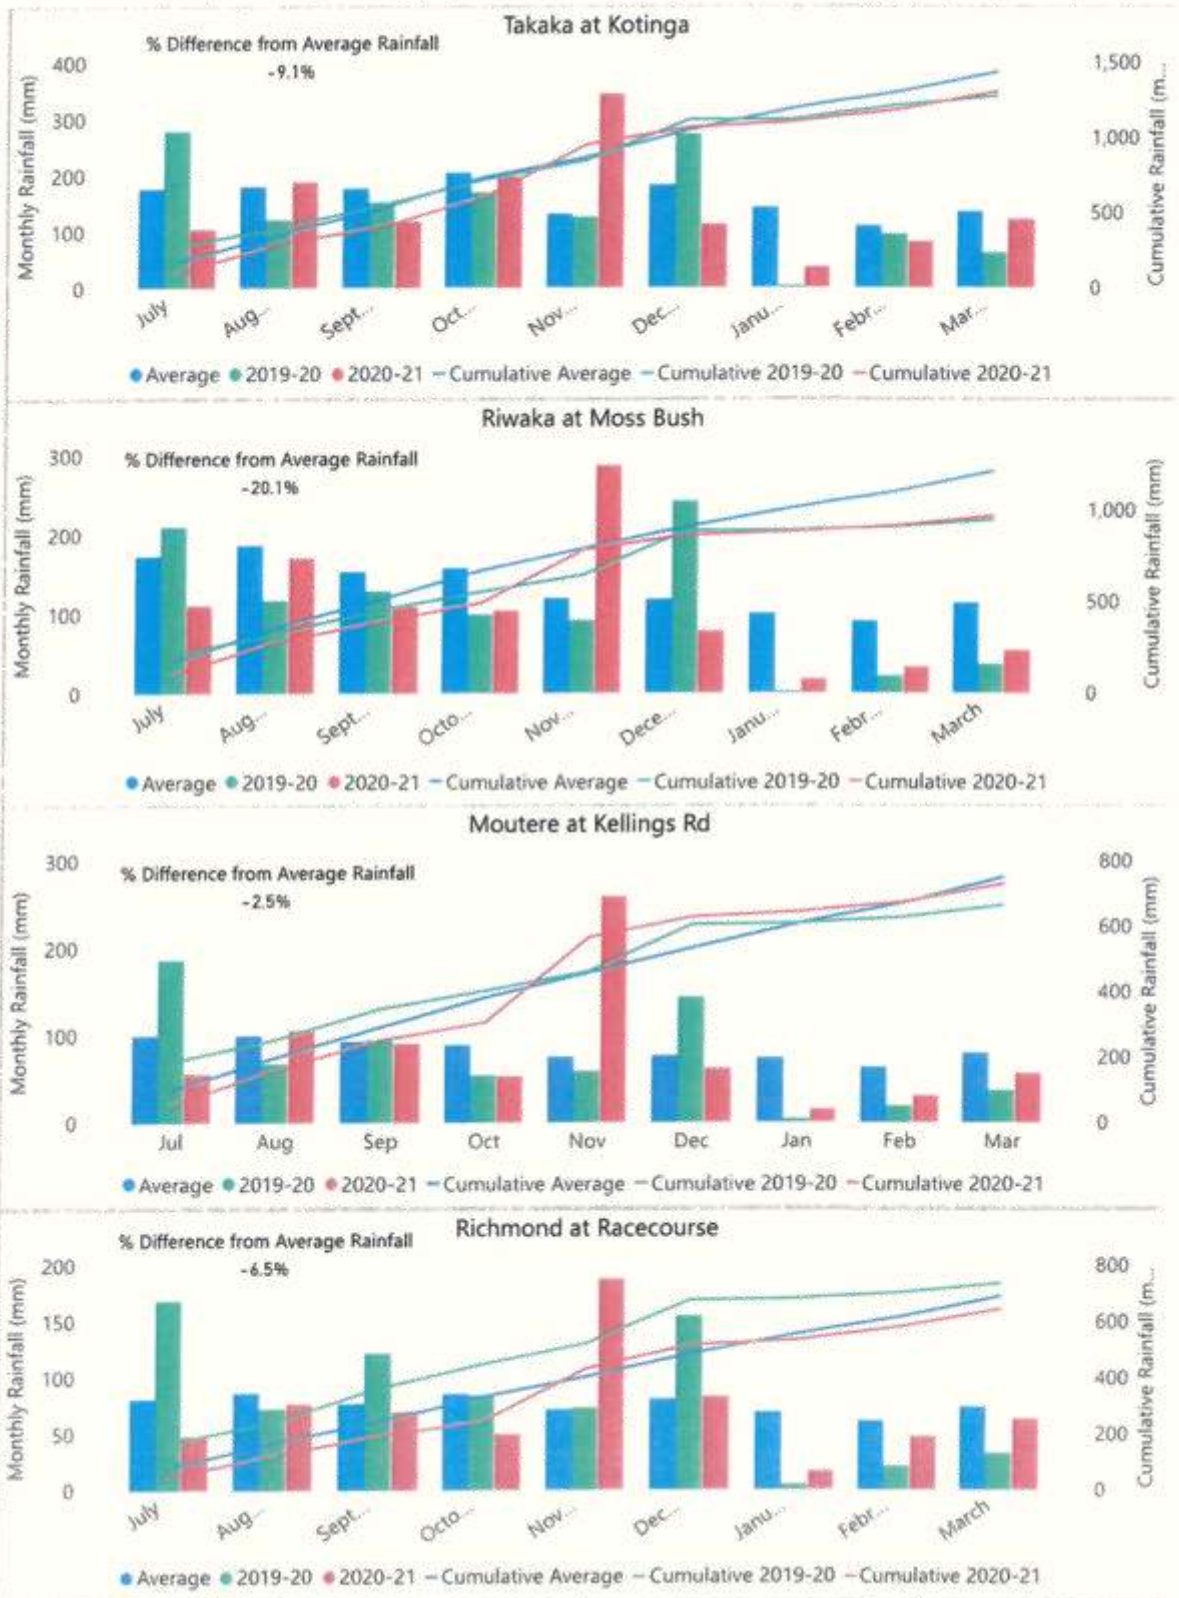 Takaka at Kotinga
% Difference from Average Rainfall
-9.1%
Monthly Rainfall (mm)
400
300
200
100
0
1,500
1,000
500
0
Cumulative Rainfall (m...
July Aug... Sept... Oct... Nov... Dec... Janu... Febr... Mar...
Average 2019-20 2020-21 Cumulative Average Cumulative 2019-20 Cumulative 2020-21
Riwaka at Moss Bush
% Difference from Average Rainfall
-20.1%
Monthly Rainfall (mm)
300
200
100
0
1,000
500
0
Cumulative Rainfall (mm)
July Aug... Sept... Octo... Nov... Dece... Janu... Febr... March
Average 2019-20 2020-21 Cumulative Average Cumulative 2019-20 Cumulative 2020-21
Moutere at Kellings Rd
% Difference from Average Rainfall
-2.5%
Monthly Rainfall (mm)
300
200
100
0
800
600
400
200
0
Cumulative Rainfall (mm)
Jul Aug Sep Oct Nov Dec Jan Feb Mar
Average 2019-20 2020-21 Cumulative Average Cumulative 2019-20 Cumulative 2020-21
Richmond at Racecourse
% Difference from Average Rainfall
-6.5%
Monthly Rainfall (mm)
200
150
100
50
0
800
600
400
200
0
Cumulative Rainfall (m...
July Aug... Sept... Octo... Nov... Dec... Janu... Febr... March
Average 2019-20 2020-21 Cumulative Average Cumulative 2019-20 Cumulative 2020-21